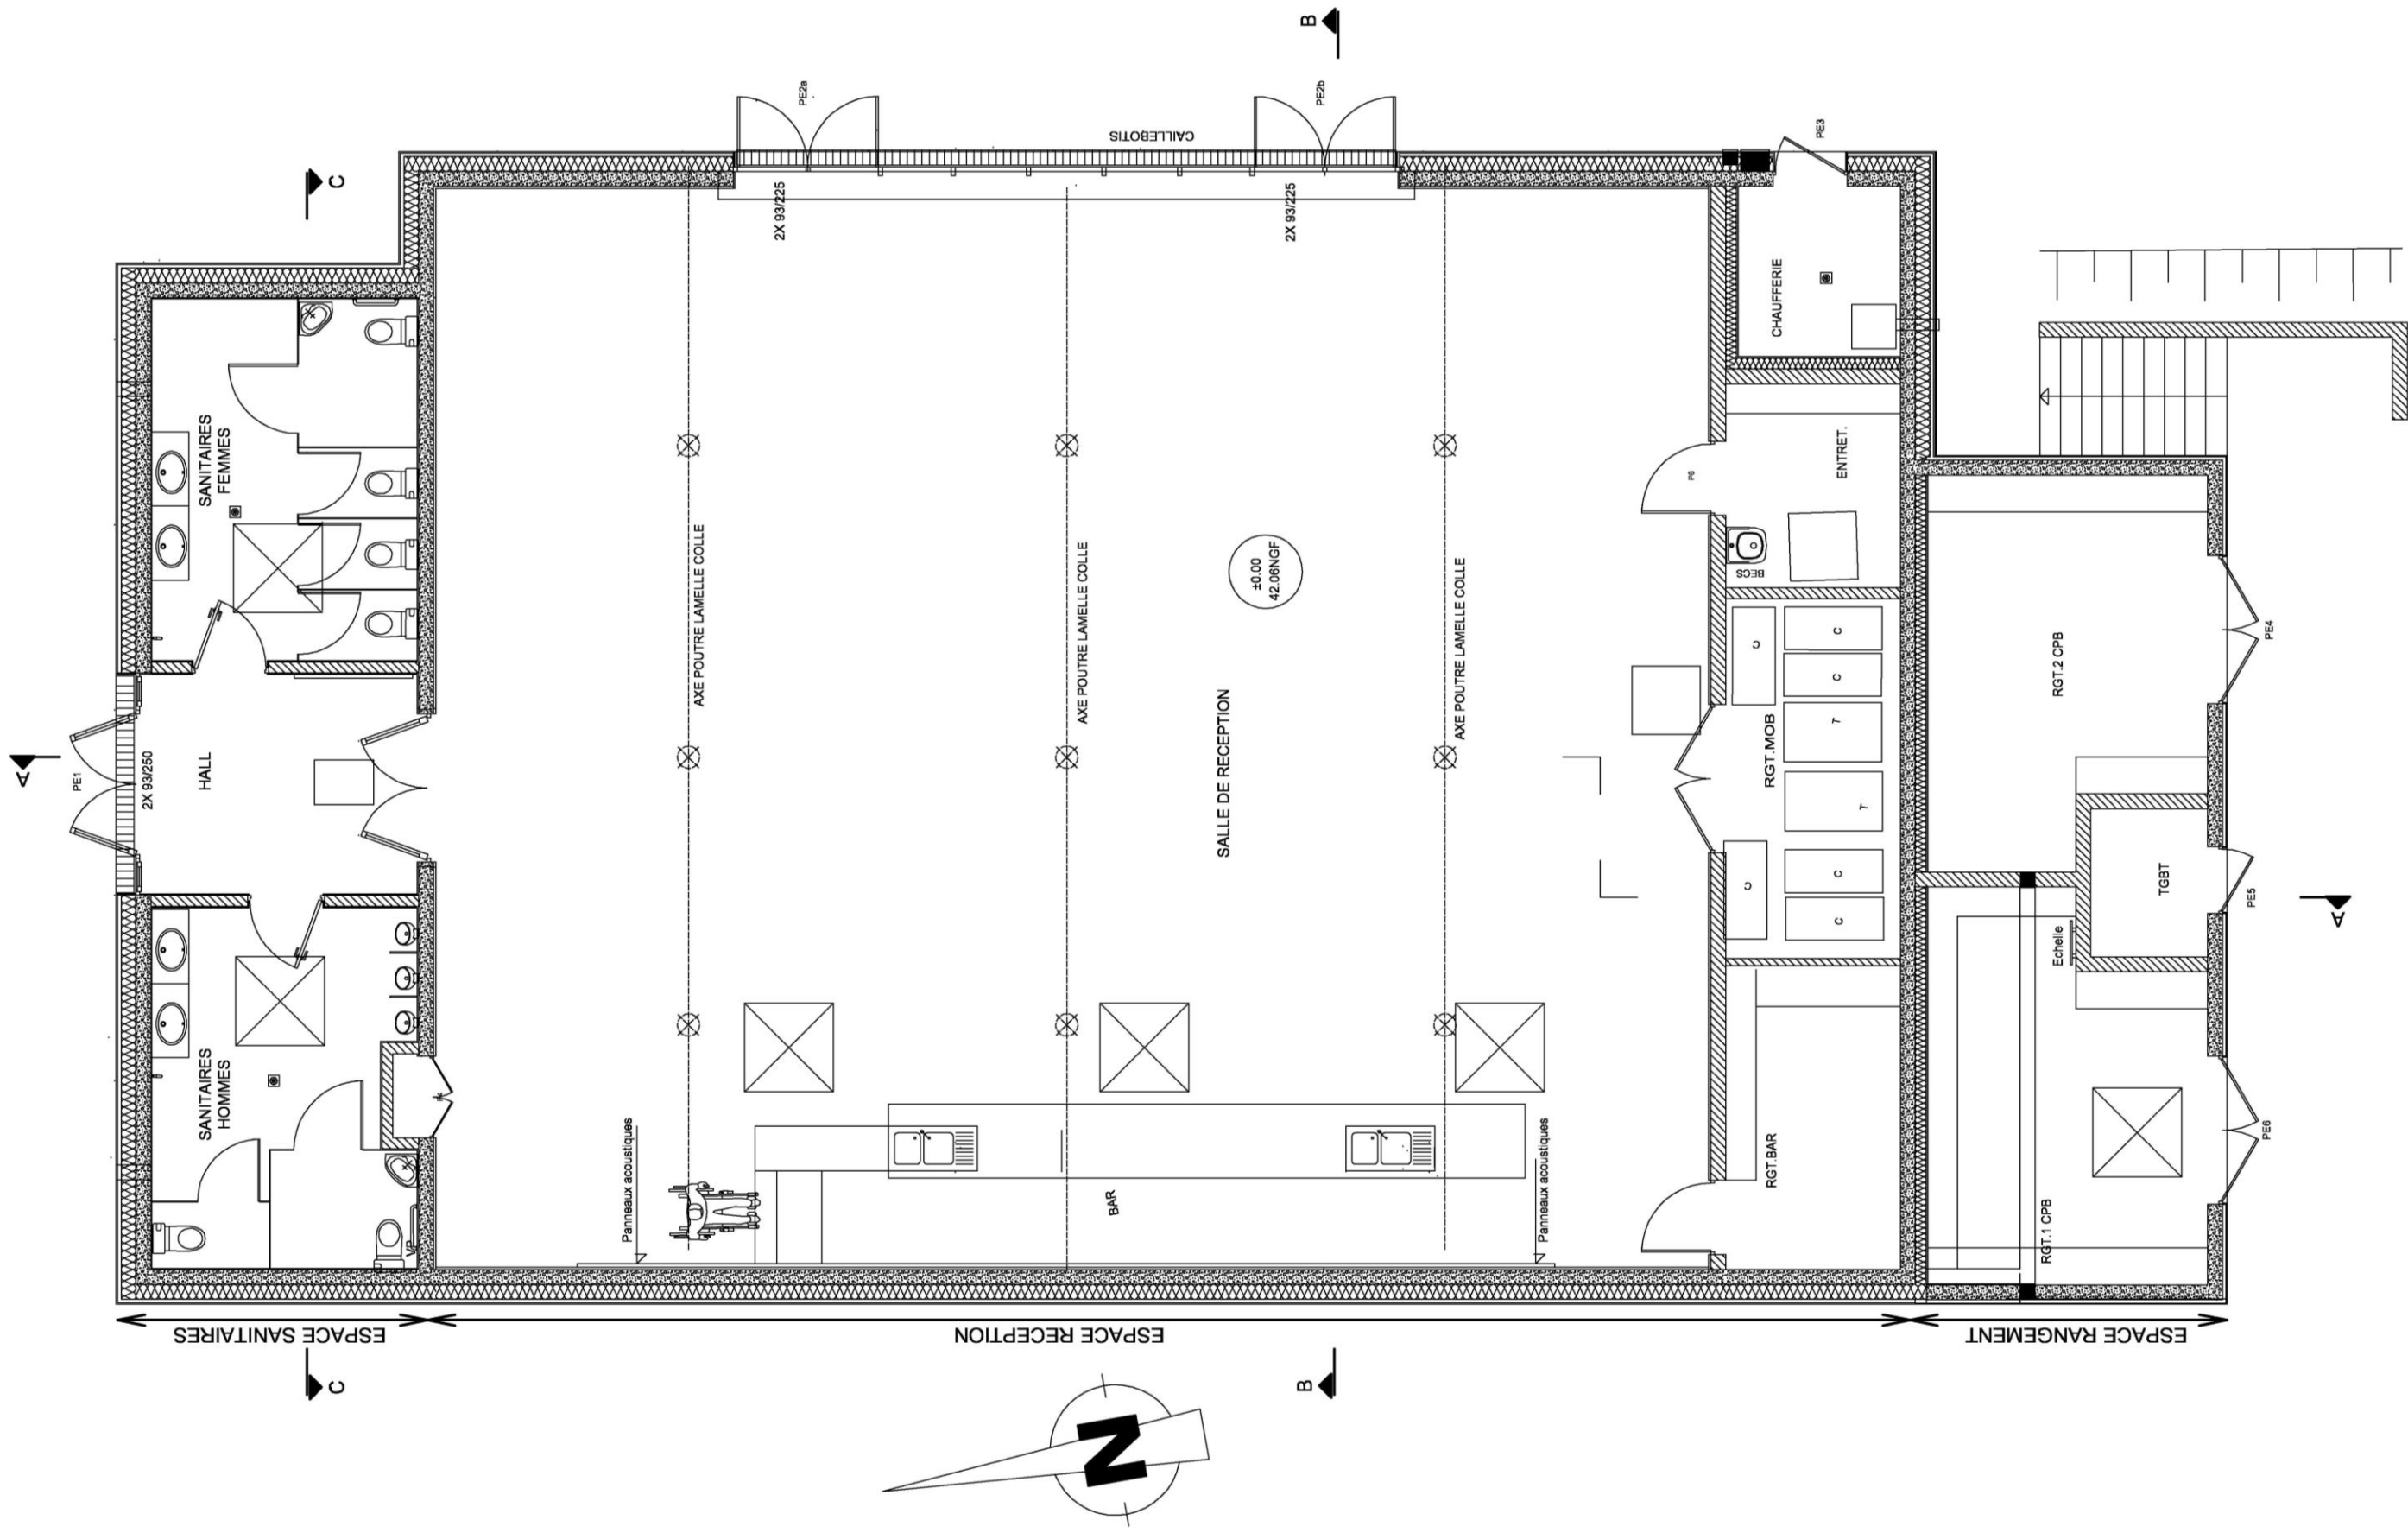 B
C
PE1
A
2X 93/250
HALL
SANITAIRES
FEMMES
SANITAIRES
HOMMES
P4
PE2a
PE2b
CAILLEBOTIS
2X 93/225
2X 93/225
AXE POUTRE LAMELLE COLLE
AXE POUTRE LAMELLE COLLE
AXE POUTRE LAMELLE COLLE
±0.00
42.06NGF
SALLE DE RECEPTION
Panneaux acoustiques
Panneaux acoustiques
BAR
PE3
CHAUFFERIE
ENTRET.
P6
BECS
RGT.MOB
C
C
C
T
T
C
C
C
RGT.BAR
RGT.2 CPB
PE4
TGBT
PE5
Echelle
A
RGT.1 CPB
PE6
ESPACE SANITAIRES
ESPACE RECEPTION
ESPACE RANGEMENT
C
B
N